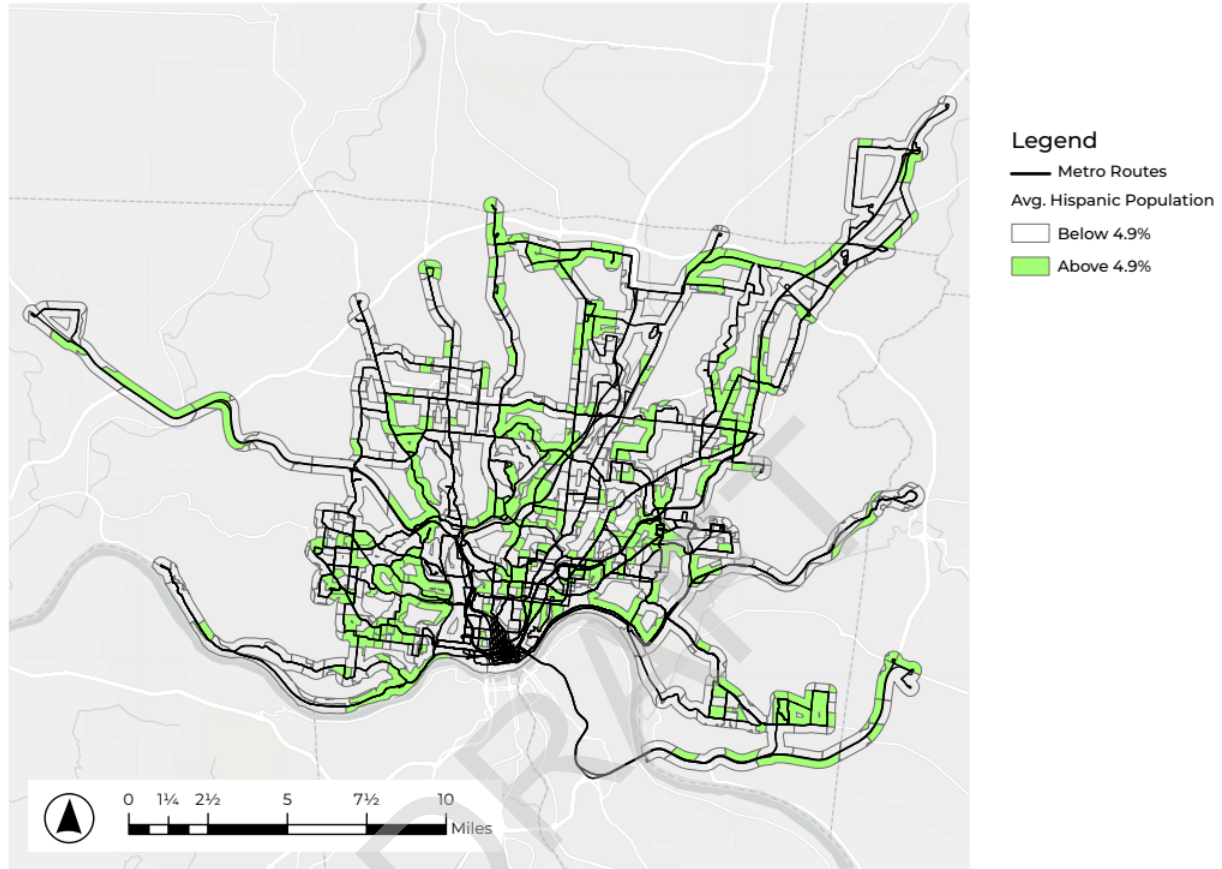 Legend
Metro Routes
Avg. Hispanic Population
Below 4.9%
Above 4.9%
DRAFT
0 1¼ 2½ 5 7½ 10
Miles